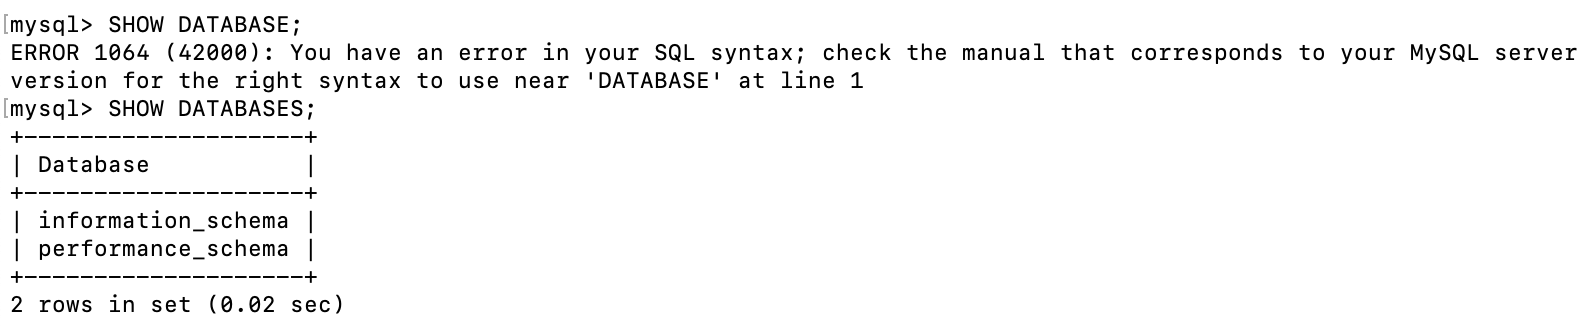 [mysql> SHOW DATABASE;
ERROR 1064 (42000): You have an error in your SQL syntax; check the manual that corresponds to your MySQL server
version for the right syntax to use near 'DATABASE' at line 1
[mysql> SHOW DATABASES;
+--------------------+
| Database           |
+--------------------+
| information_schema |
| performance_schema |
+--------------------+
2 rows in set (0.02 sec)